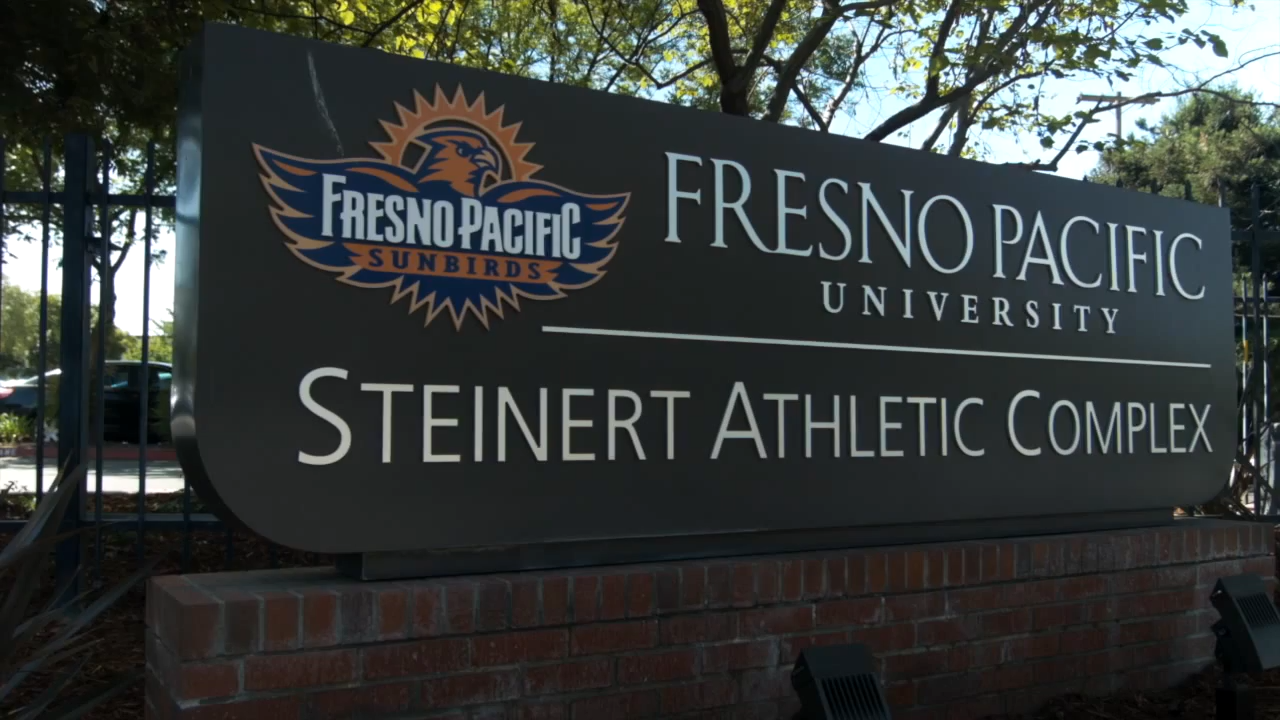 FRESNO PACIFIC
SUNBIRDS
FRESNO PACIFIC
UNIVERSITY
STEINERT ATHLETIC COMPLEX